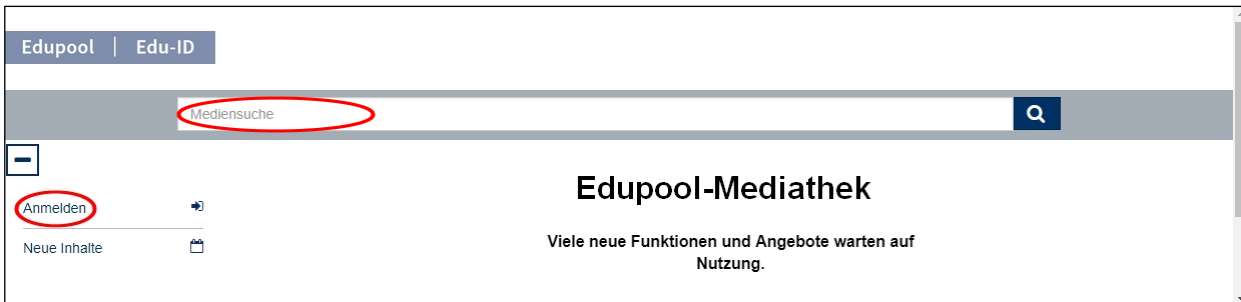 Edupool | Edu-ID
Mediensuche
Anmelden
Edupool-Mediathek
Neue Inhalte
Viele neue Funktionen und Angebote warten auf
Nutzung.